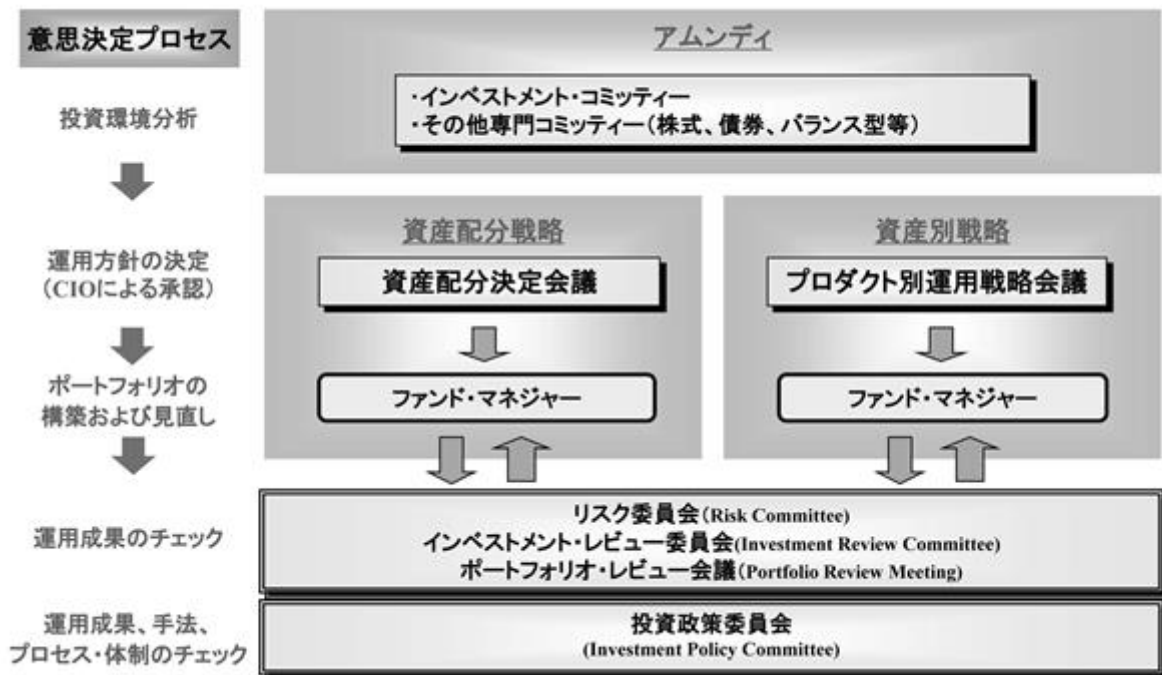 意思決定プロセス
アムンディ
・インベストメント・コミッティー
・その他専門コミッティー(株式、債券、バランス型等)
投資環境分析
資産配分戦略
資産別戦略
運用方針の決定
(CIOによる承認)
資産配分決定会議
プロダクト別運用戦略会議
ポートフォリオの
構築および見直し
ファンド・マネジャー
ファンド・マネジャー
運用成果のチェック
リスク委員会(Risk Committee)
インベストメント・レビュー委員会(Investment Review Committee)
ポートフォリオ・レビュー会議(Portfolio Review Meeting)
運用成果、手法、
プロセス・体制のチェック
投資政策委員会
(Investment Policy Committee)